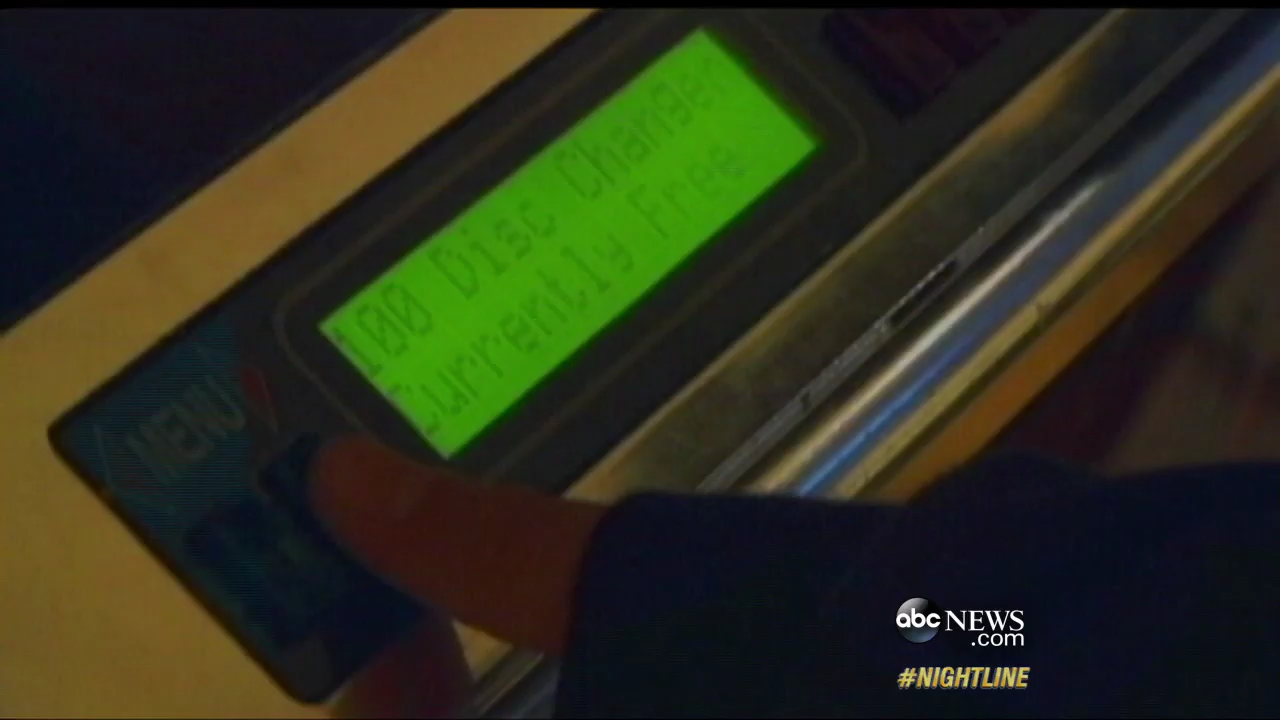 100 Disc Changer
Currently Free
MENU
abc NEWS
.com
#NIGHTLINE